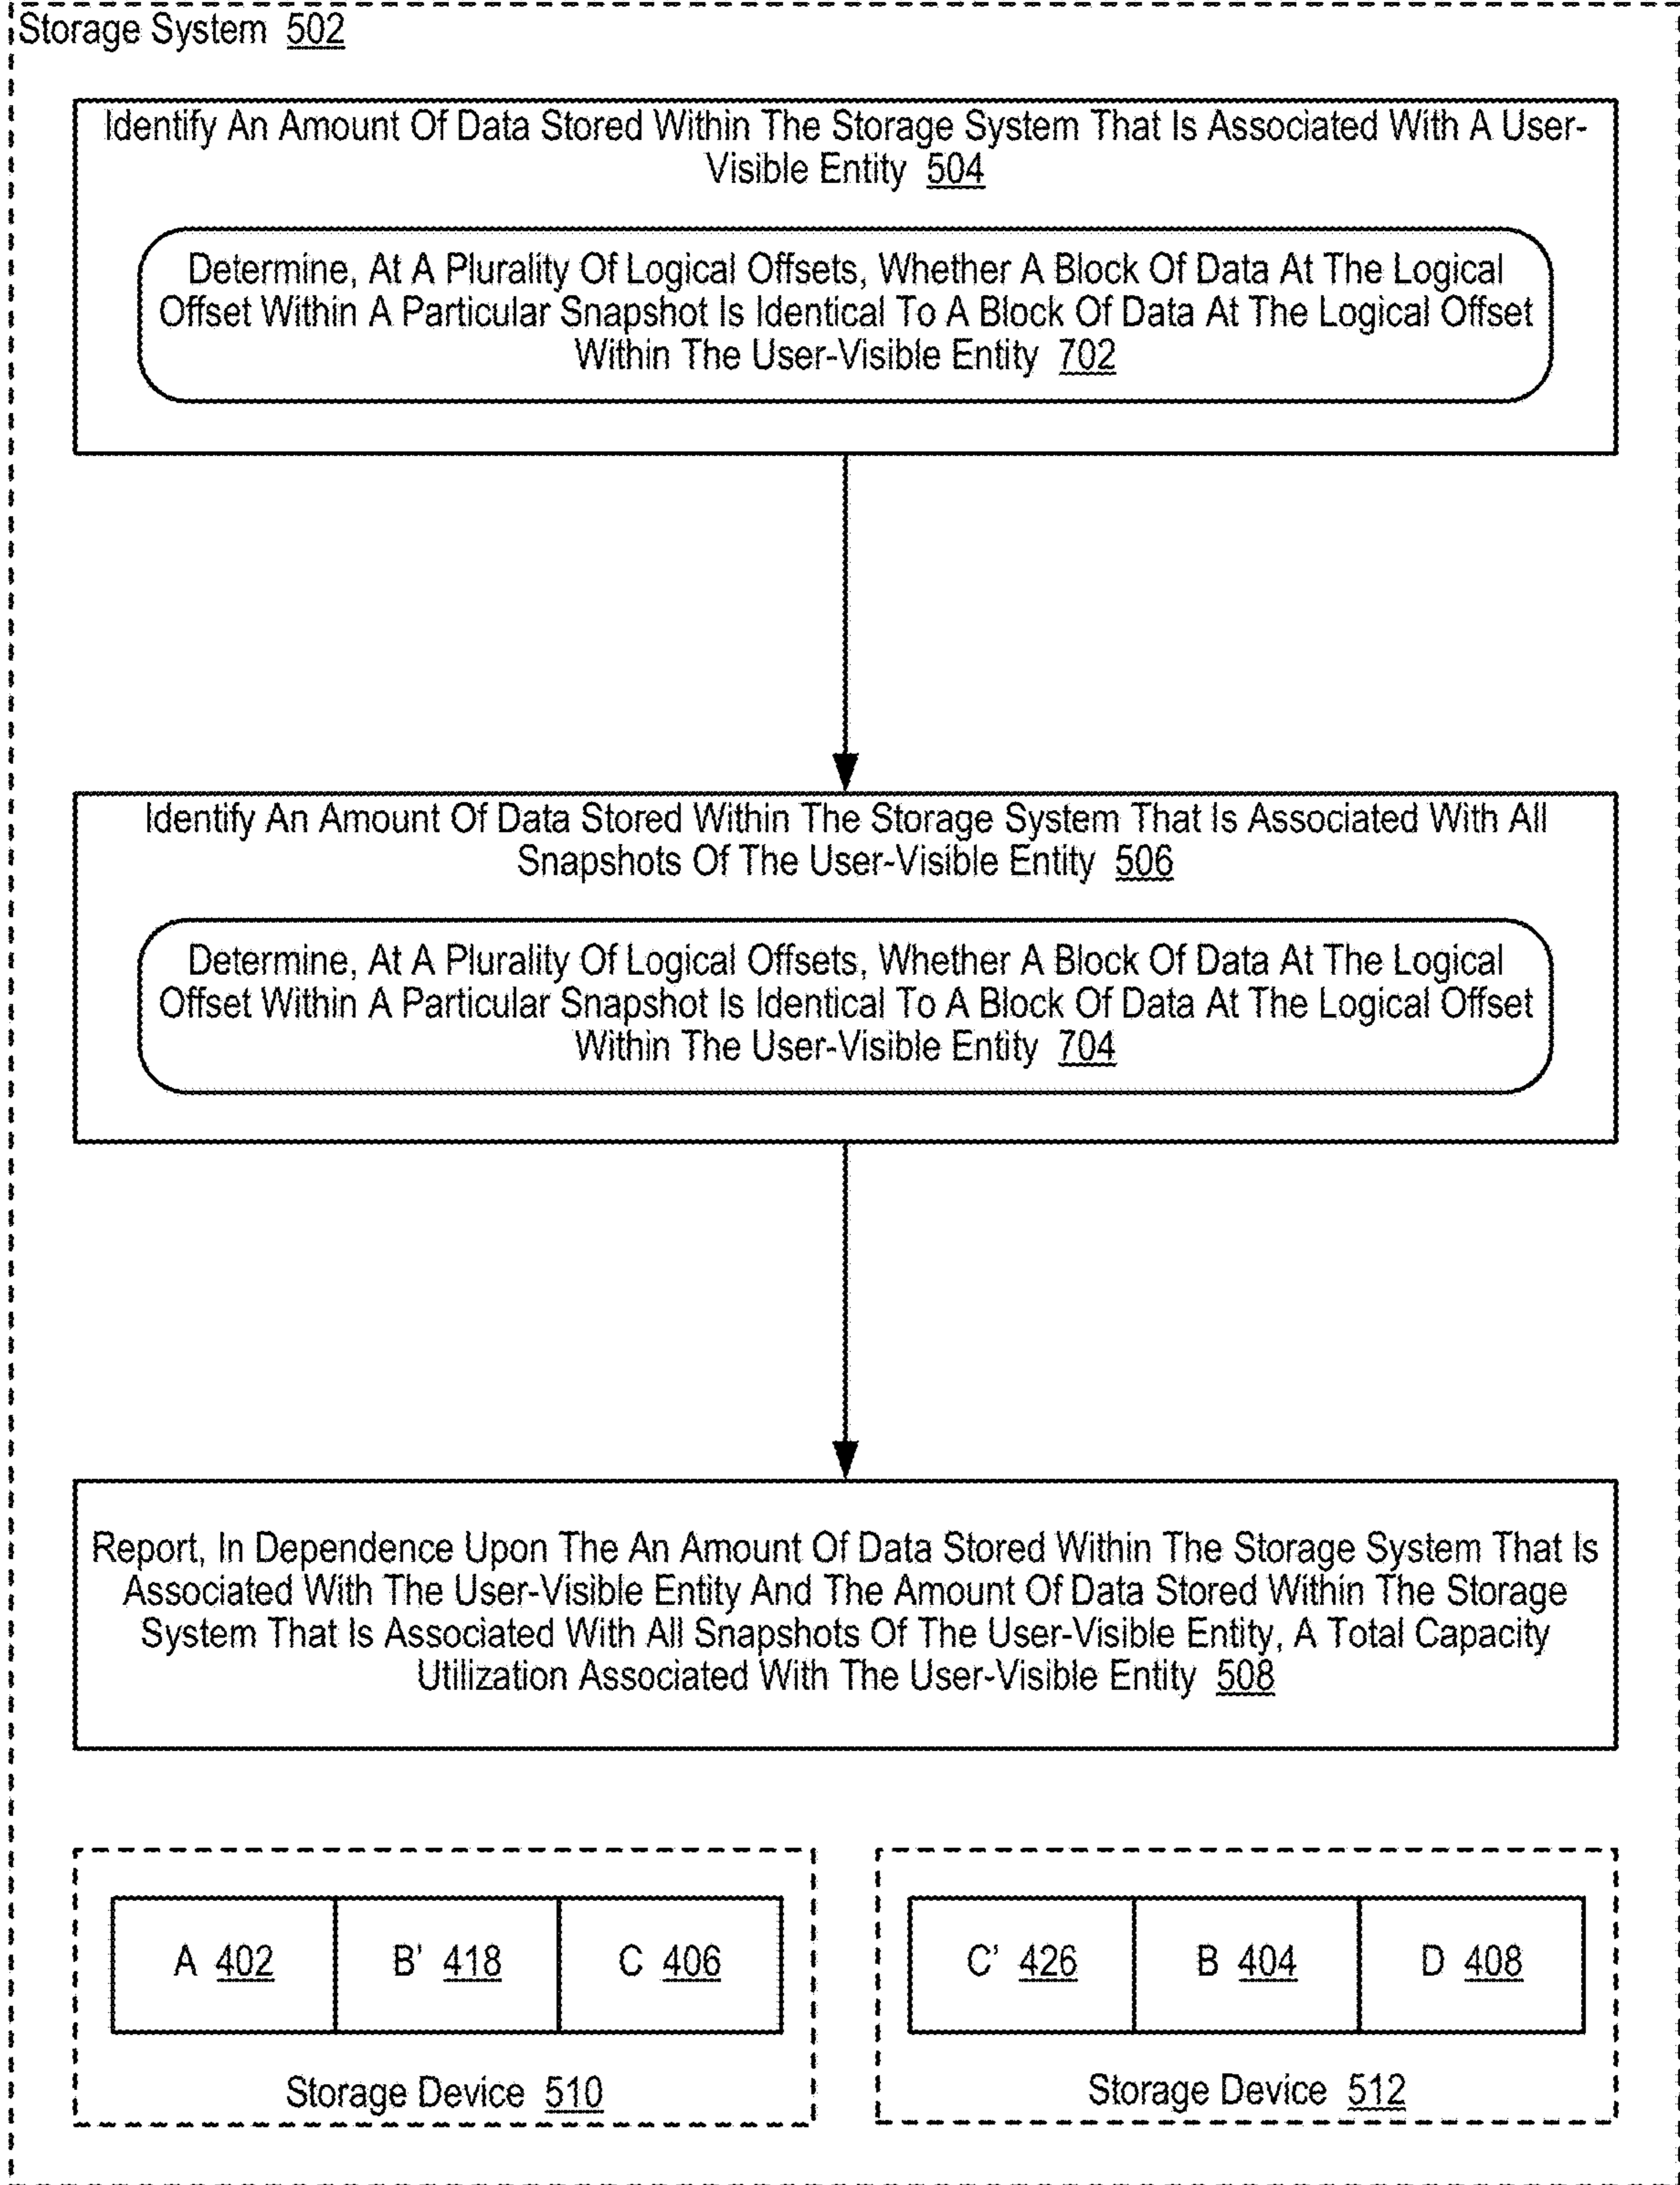 Storage System 502
Identify An Amount Of Data Stored Within The Storage System That Is Associated With A User-
Visible Entity 504
Determine, At A Plurality Of Logical Offsets, Whether A Block Of Data At The Logical
Offset Within A Particular Snapshot Is Identical To A Block Of Data At The Logical Offset
Within The User-Visible Entity 702
Identify An Amount Of Data Stored Within The Storage System That Is Associated With All
Snapshots Of The User-Visible Entity 506
Determine, At A Plurality Of Logical Offsets, Whether A Block Of Data At The Logical
Offset Within A Particular Snapshot Is Identical To A Block Of Data At The Logical Offset
Within The User-Visible Entity 704
Report, In Dependence Upon The An Amount Of Data Stored Within The Storage System That Is
Associated With The User-Visible Entity And The Amount Of Data Stored Within The Storage
System That Is Associated With All Snapshots Of The User-Visible Entity, A Total Capacity
Utilization Associated With The User-Visible Entity 508
A 402
B' 418
C 406
Storage Device 510
C' 426
B 404
D 408
Storage Device 512